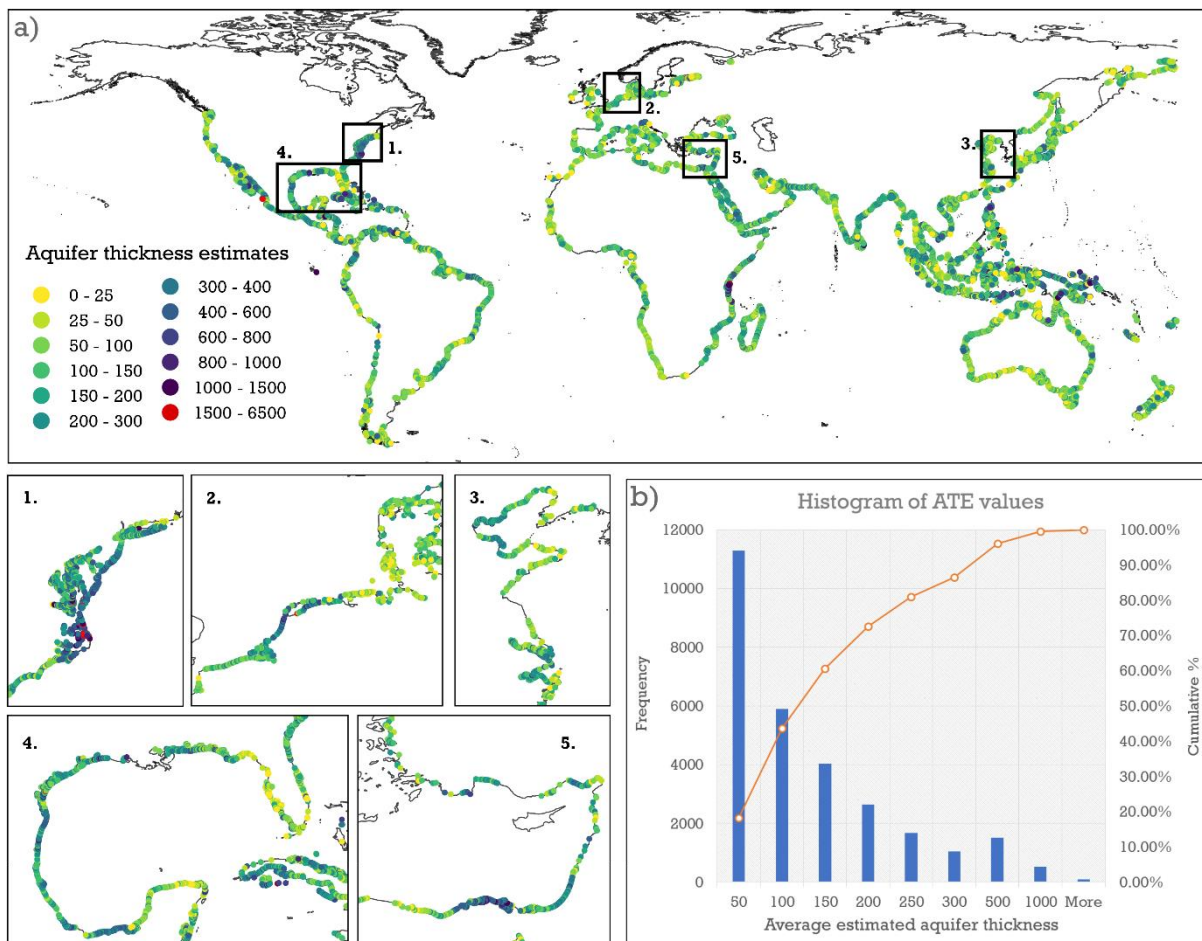 a)
1.
2.
3.
4.
5.
Aquifer thickness estimates
0 - 25
25 - 50
50 - 100
100 - 150
150 - 200
200 - 300
300 - 400
400 - 600
600 - 800
800 - 1000
1000 - 1500
1500 - 6500
1.
2.
3.
4.
5.
b)
Histogram of ATE values
Frequency
12000
10000
8000
6000
4000
2000
0
100.00%
90.00%
80.00%
70.00%
60.00%
50.00%
40.00%
30.00%
20.00%
10.00%
0.00%
Cumulative %
50 100 150 200 250 300 500 1000 More
Average estimated aquifer thickness